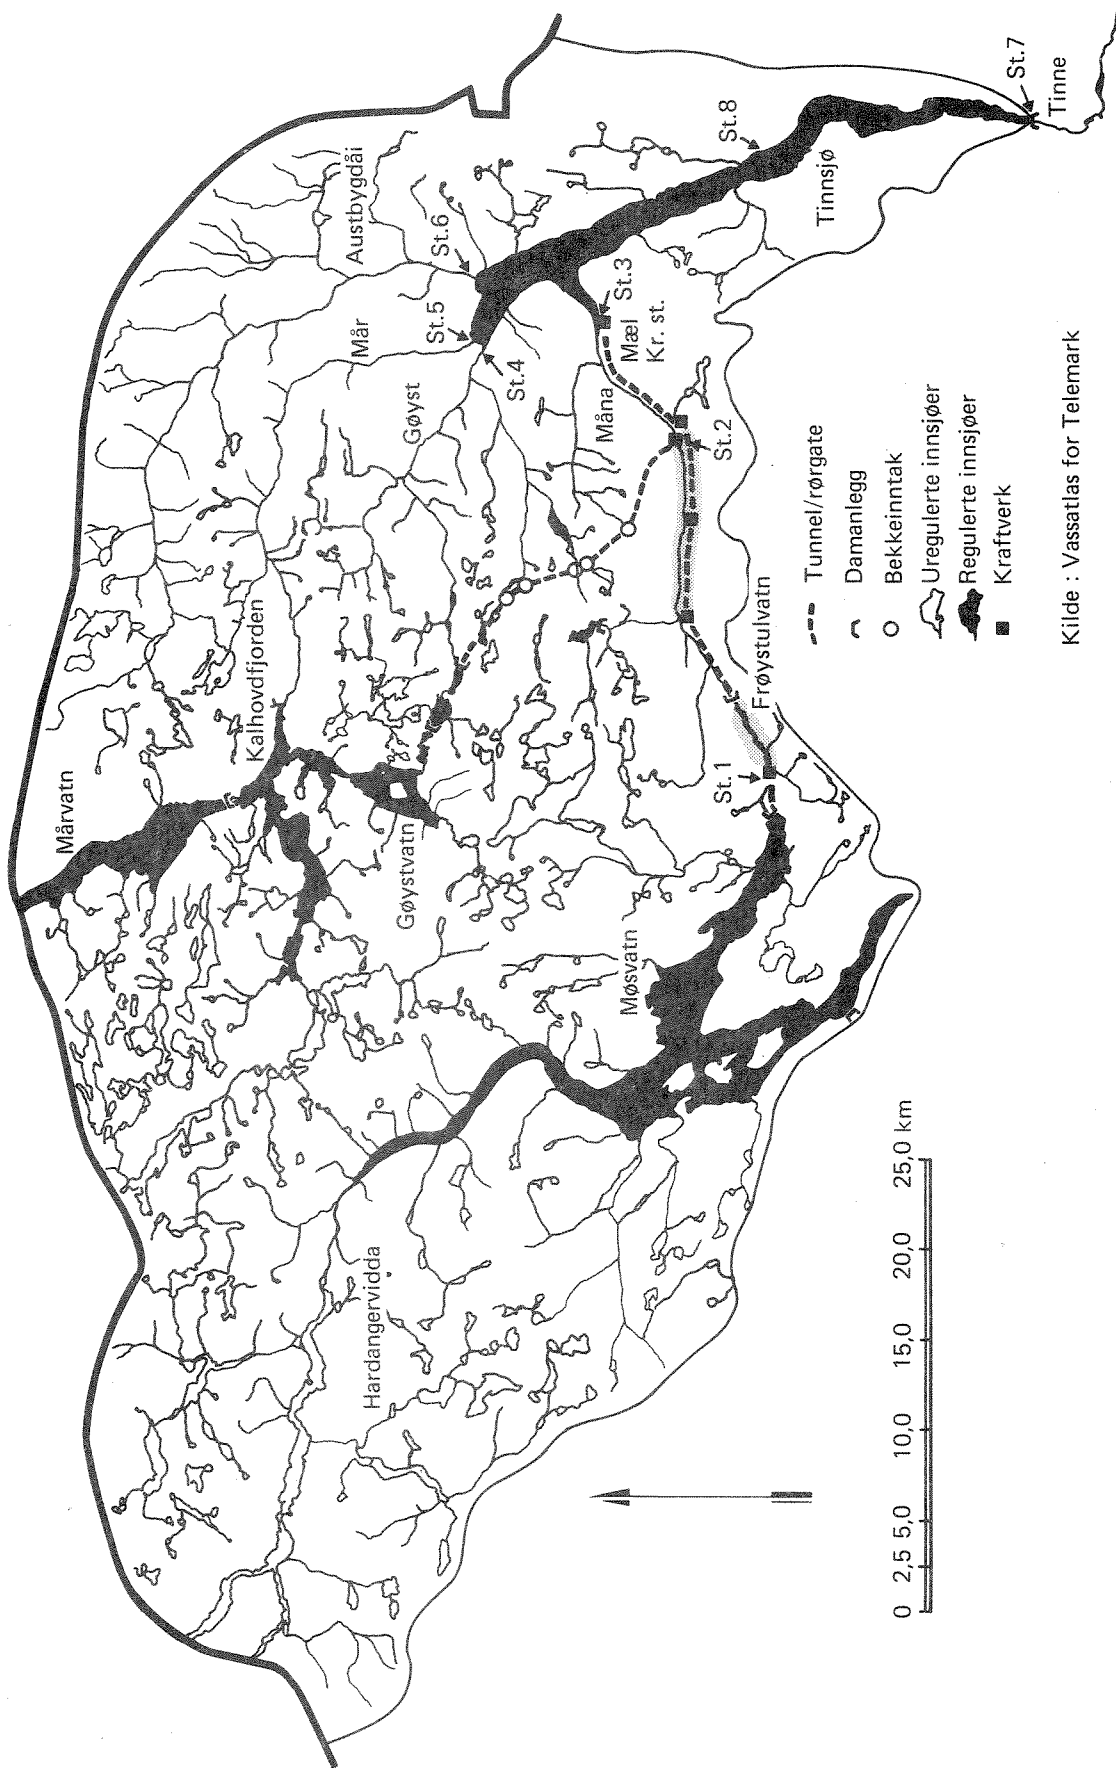 Mårvatn
Kalhovdfjorden
Gøystvatn
Møsvatn
Hardangervidda
Austbygdåi
Mår
Gøyst
Måna
St.6
St.5
St.4
St.3
Mæl
Kr. st.
St.2
St.1
Frøystulvatn
St.8
Tinnsjø
St.7
Tinne
Tunnel/rørgate
Damanlegg
Bekkeinntak
Uregulerte innsjøer
Regulerte innsjøer
Kraftverk
Kilde : Vassatlas for Telemark
0 2,5 5,0 10,0 15,0 20,0 25,0 km